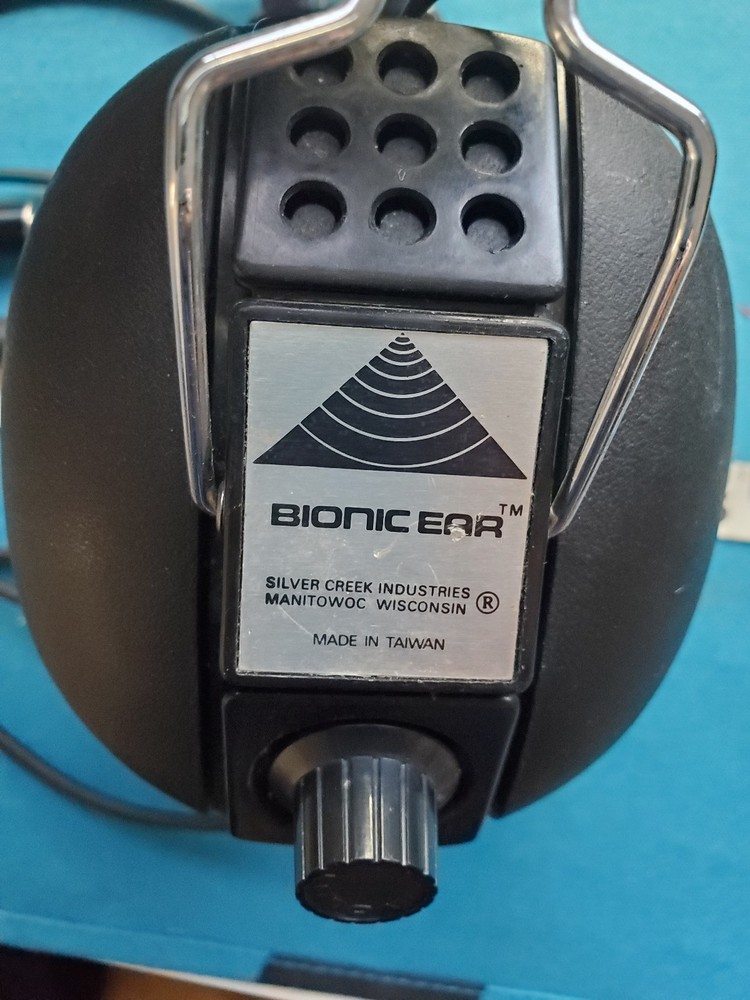 BIONIC EAR™
SILVER CREEK INDUSTRIES
MANITOWOC WISCONSIN ®
MADE IN TAIWAN